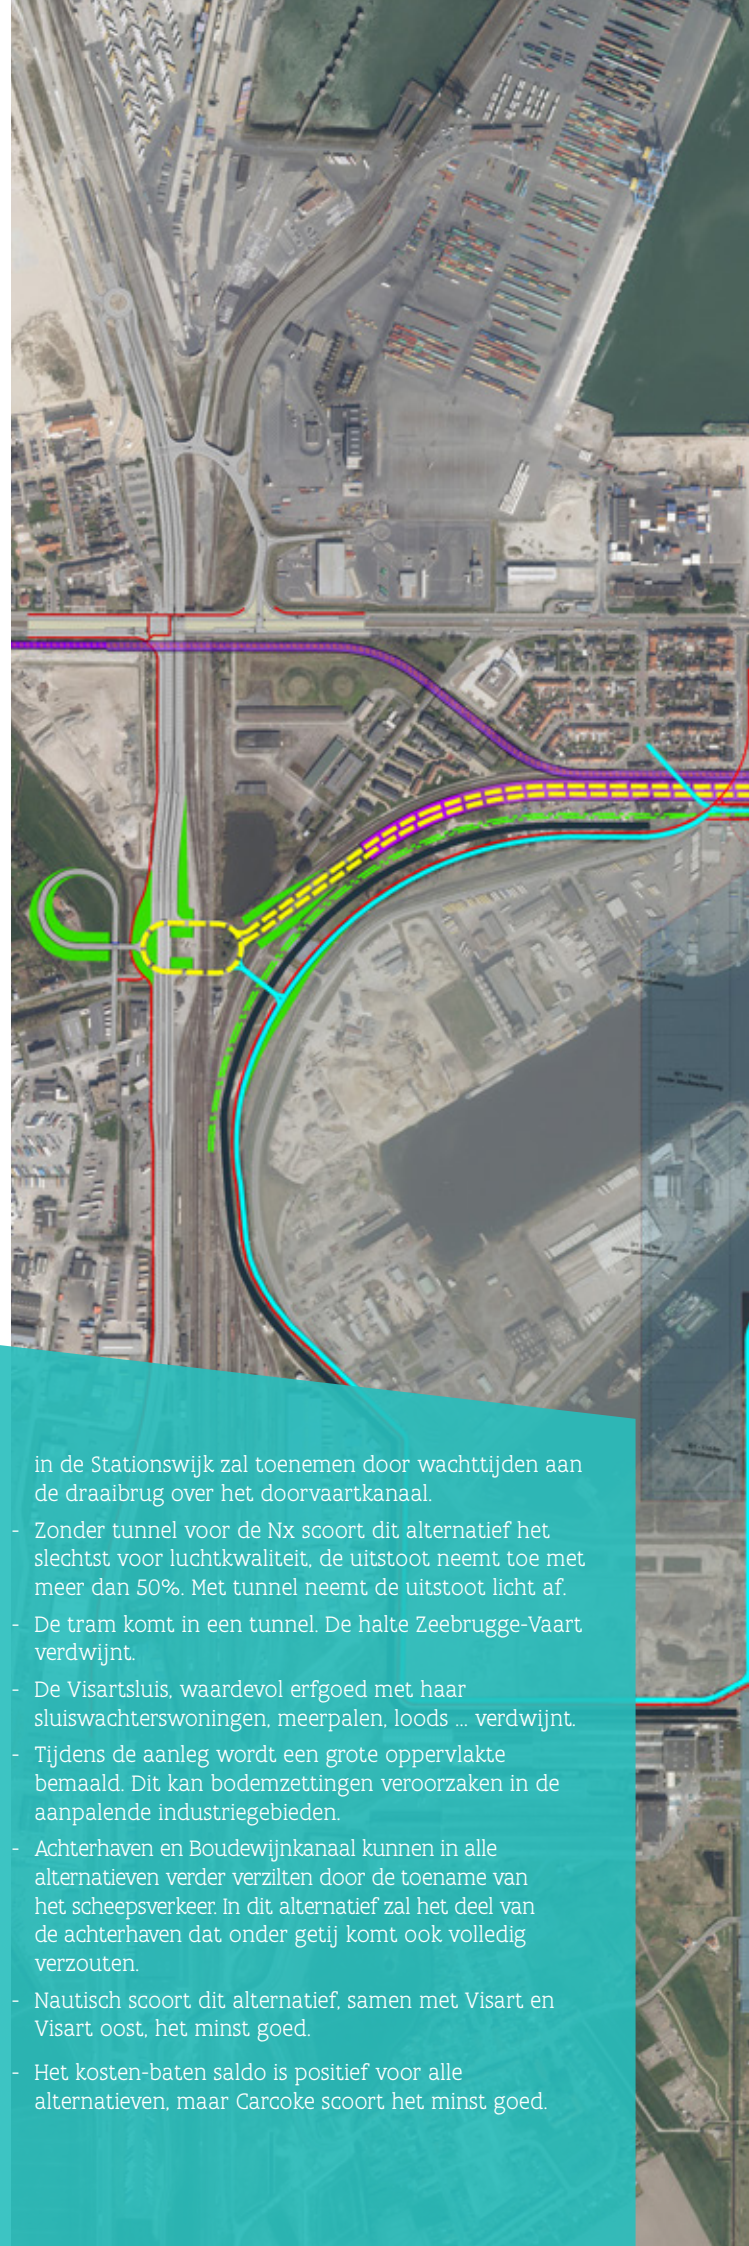 in de Stationswijk zal toenemen door wachttijden aan
de draaibrug over het doorvaartkanaal.
- Zonder tunnel voor de Nx scoort dit alternatief het
slechtst voor luchtkwaliteit, de uitstoot neemt toe met
meer dan 50%. Met tunnel neemt de uitstoot licht af.
- De tram komt in een tunnel. De halte Zeebrugge-Vaart
verdwijnt.
- De Visartsluis, waardevol erfgoed met haar
sluiswachterswoningen, meerpalen, loods ... verdwijnt.
- Tijdens de aanleg wordt een grote oppervlakte
bemaald. Dit kan bodemzettingen veroorzaken in de
aanpalende industriegebieden.
- Achterhaven en Boudewijnkanaal kunnen in alle
alternatieven verder verzilten door de toename van
het scheepsverkeer. In dit alternatief zal het deel van
de achterhaven dat onder getij komt ook volledig
verzouten.
- Nautisch scoort dit alternatief, samen met Visart en
Visart oost, het minst goed.
- Het kosten-baten saldo is positief voor alle
alternatieven, maar Carcoke scoort het minst goed.